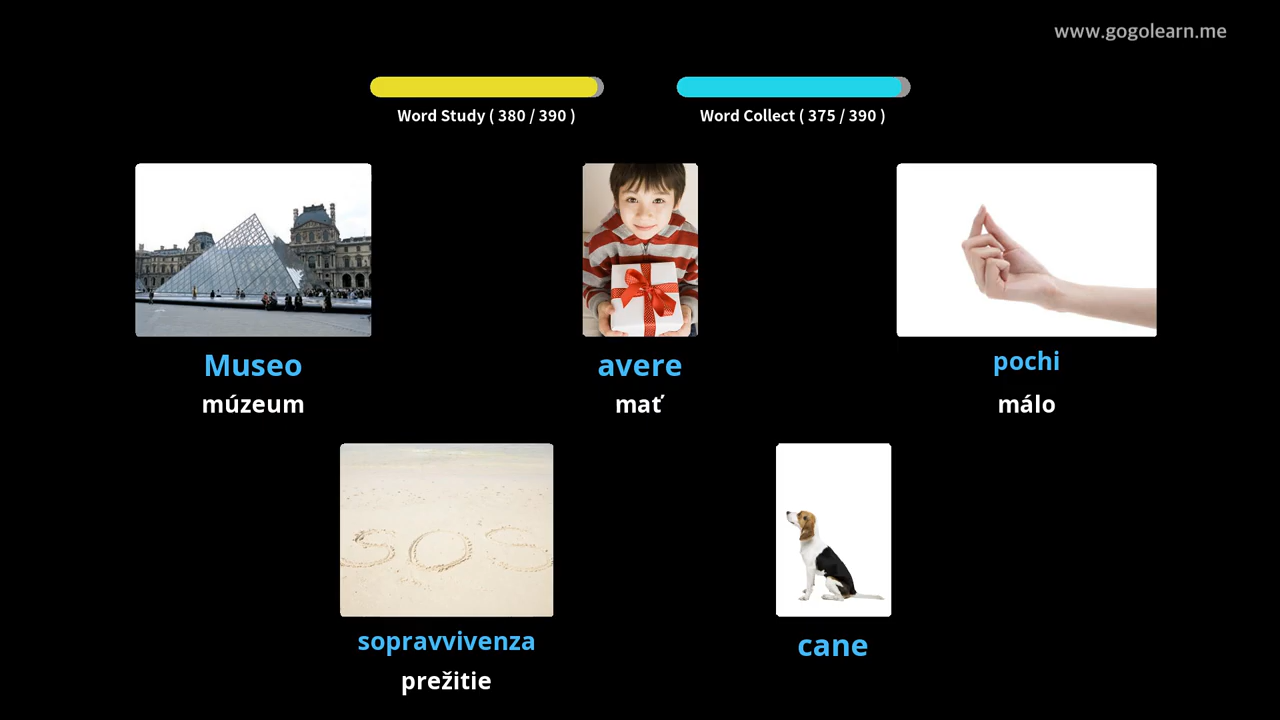 www.gogolearn.me
Word Study ( 380 / 390 )
Word Collect ( 375 / 390 )
Museo
múzeum
avere
mať
pochi
málo
SOS
sopravvivenza
prežitie
cane